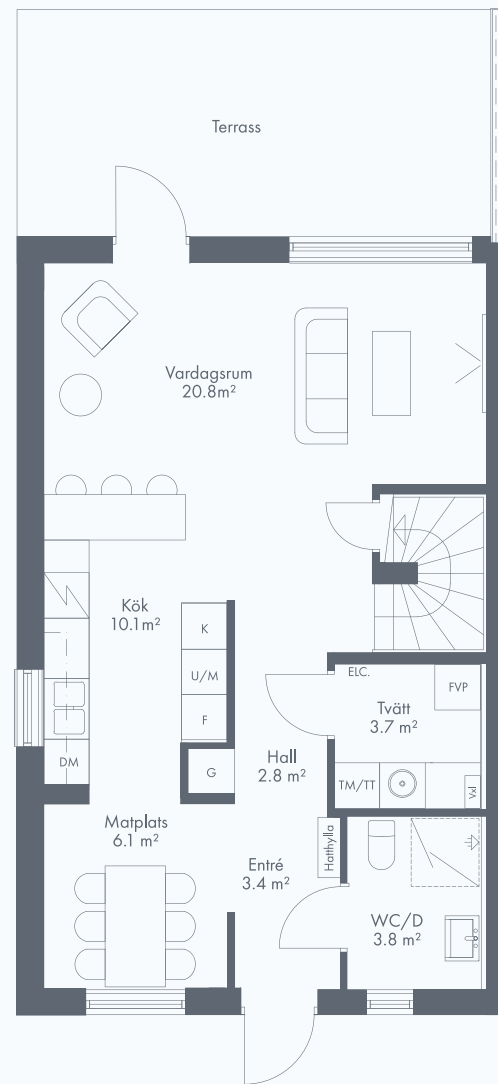 Terrass
Vardagsrum
20.8m²
Kök
10.1m²
K
U/M
F
G
DM
ELC.
FVP
Tvätt
3.7 m²
TM/TT
Vxl
Hall
2.8 m²
Matplats
6.1 m²
Hatthylla
Entré
3.4 m²
WC/D
3.8 m²